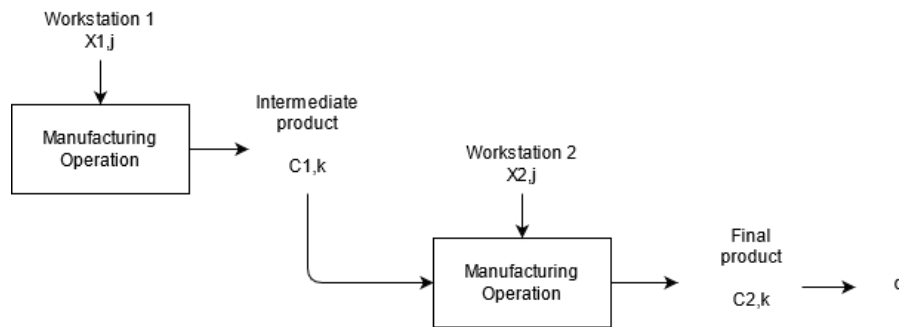 Workstation 1
X1,j
Manufacturing
Operation
Intermediate
product
C1,k
Workstation 2
X2,j
Manufacturing
Operation
Final
product
C2,k